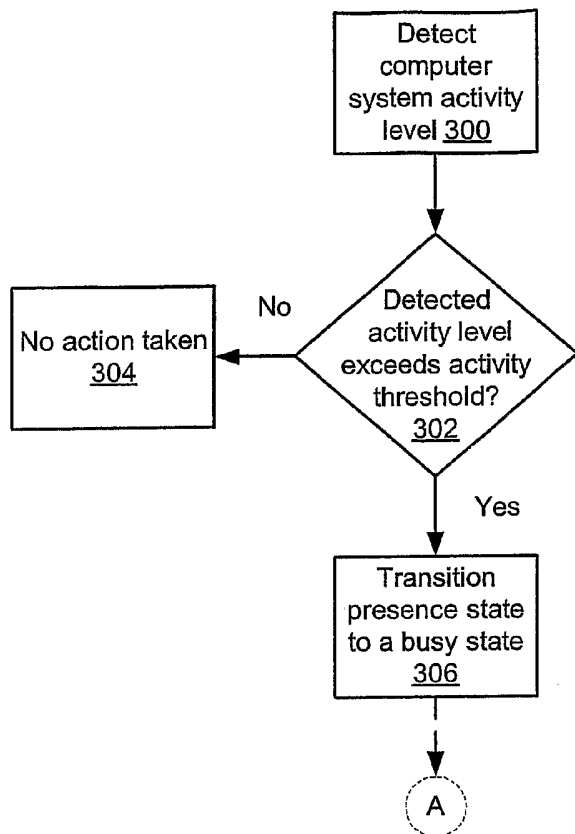 Detect
computer
system activity
level 300
Detected
activity level
exceeds activity
threshold?
302
No
No action taken
304
Yes
Transition
presence state
to a busy state
306
A